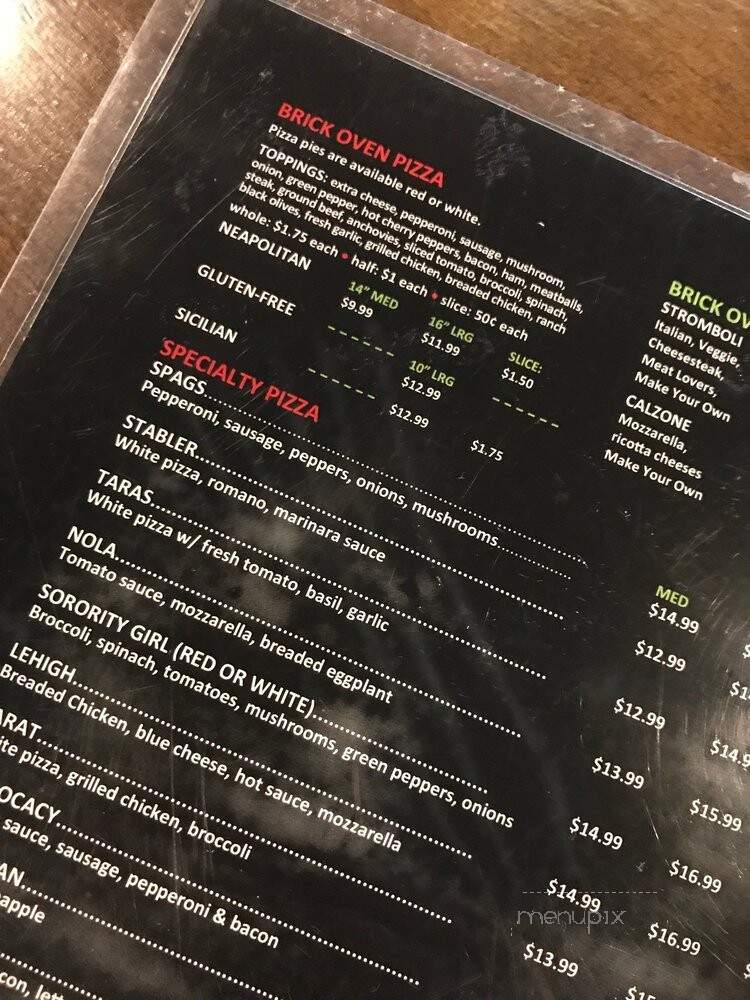 BRICK OVEN PIZZA
Pizza pies are available red or white.
TOPPINGS: extra cheese, pepperoni, sausage, mushroom,
onion, green pepper, hot cherry peppers, bacon, ham, meatballs,
steak, ground beef, anchovies, sliced tomato, broccoli, spinach,
black olives, fresh garlic, grilled chicken, breaded chicken, ranch
whole: $1.75 each • half: $1 each • slice: 50¢ each
14" MED 16" LRG SLICE:
NEAPOLITAN $9.99 $11.99 $1.50
10" LRG
GLUTEN-FREE ------ $12.99 ------
SICILIAN ------ $12.99 $1.75
SPECIALTY PIZZA
MED
SPAGS $14.99
Pepperoni, sausage, peppers, onions, mushrooms
STABLER $12.99
White pizza, romano, marinara sauce
TARAS $12.99 $14.9
White pizza w/ fresh tomato, basil, garlic
NOLA $13.99 $15.99
Tomato sauce, mozzarella, breaded eggplant
SORORITY GIRL (RED OR WHITE) $14.99 $16.99
Broccoli, spinach, tomatoes, mushrooms, green peppers, onions
LEHIGH $14.99 $16.99
Breaded Chicken, blue cheese, hot sauce, mozzarella
ARAT $13.99
ite pizza, grilled chicken, broccoli
OCACY
sauce, sausage, pepperoni & bacon
AN
apple
con, lett
BRICK OV
STROMBOLI
Italian, Veggie,
Cheesesteak,
Meat Lovers,
Make Your Own
CALZONE
Mozzarella,
ricotta cheeses
Make Your Own
menupix